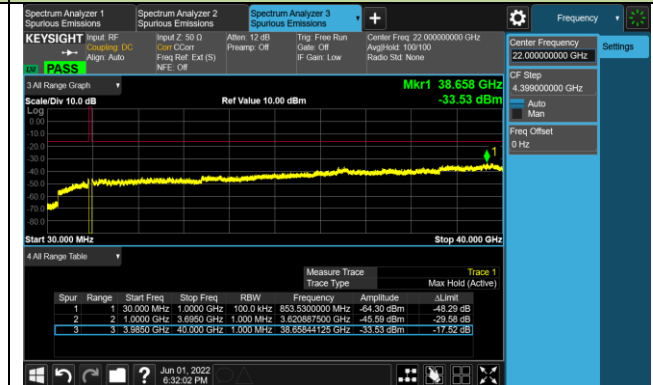 Spectrum Analyzer 1
Spurious Emissions
Spectrum Analyzer 2
Spurious Emissions
Spectrum Analyzer 3
Spurious Emissions
Frequency
KEYSIGHT
Input: RF
Coupling: DC
Align: Auto
Input Z: 50 Ω
Corr CCorr
Freq Ref: Ext (S)
NFE: Off
Atten: 12 dB
Preamp: Off
Trig: Free Run
Gate: Off
IF Gain: Low
Center Freq: 22.000000000 GHz
Avg|Hold: 100/100
Radio Std: None
PASS
Center Frequency
22.000000000 GHz
Settings
CF Step
4.399000000 GHz
Auto
Man
Freq Offset
0 Hz
3 All Range Graph
Mkr1 38.658 GHz
Scale/Div 10.0 dB
Ref Value 10.00 dBm
-33.53 dBm
Log
0.00
-10.0
-20.0
-30.0
-40.0
-50.0
-60.0
-70.0
-80.0
1
Start 30.000 MHz
Stop 40.000 GHz
4 All Range Table
Measure Trace Trace 1
Trace Type Max Hold (Active)
Spur Range Start Freq Stop Freq RBW Frequency Amplitude ΔLimit
1 1 30.000 MHz 1.0000 GHz 100.0 kHz 853.5300000 MHz -64.30 dBm -48.29 dB
2 2 1.0000 GHz 3.6950 GHz 1.000 MHz 3.620887500 GHz -45.59 dBm -29.58 dB
3 3 3.9850 GHz 40.000 GHz 1.000 MHz 38.65844125 GHz -33.53 dBm -17.52 dB
Jun 01, 2022
6:32:02 PM